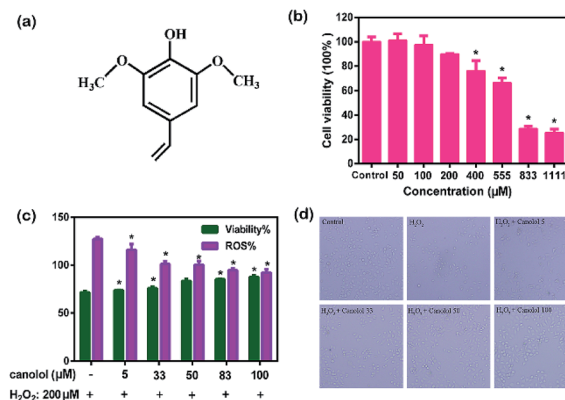 (a)
OH
H₃C
O
O
CH₃
(b)
Cell viability (100%)
120
100
80
60
40
20
0
* * * *
Control 50 100 200 400 555 833 1111
Concentration (μM)
(c)
150
100
50
0
Viability%
ROS%
* * * * * * * * *
canolol (μM) - 5 33 50 83 100
H₂O₂: 200 μM + + + + + +
(d)
Control
H₂O₂
H₂O₂ + Canolol 5
H₂O₂ + Canolol 33
H₂O₂ + Canolol 50
H₂O₂ + Canolol 100